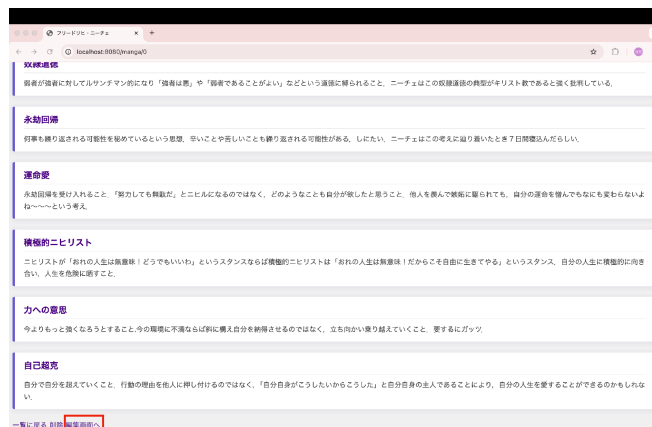 フリードリヒ・ニーチェ
localhost:8080/manga/0
奴隷道徳
弱者が強者に対してルサンチマン的になり「強者は悪」や「弱者であることがよい」などという道徳に縛られること、ニーチェはこの奴隷道徳の典型がキリスト教であると強く批判している。
永劫回帰
何事も繰り返される可能性を秘めているという思想、辛いことや苦しいことも繰り返される可能性がある、しにたい、ニーチェはこの考えに辿り着いたとき7日間寝込んだらしい、
運命愛
永劫回帰を受け入れること、「努力しても無駄だ」とニヒルになるのではなく、どのようなことも自分が欲したと思うこと、他人を羨んで嫉妬に駆られても、自分の運命を憎んでもなにも変わらないよ
ね〜〜〜という考え、
積極的ニヒリスト
ニヒリストが「おれの人生は無意味！どうでもいいわ」というスタンスならば積極的ニヒリストは「おれの人生は無意味！だからこそ自由に生きてやる」というスタンス、自分の人生に積極的に向き
合い、人生を危険に晒すこと、
力への意思
今よりもっと強くなろうとすること、今の環境に不満ならば斜に構え自分を納得させるのではなく、立ち向かい乗り越えていくこと、要するにガッツ、
自己超克
自分で自分を超えていくこと、行動の理由を他人に押し付けるのではなく、「自分自身がこうしたいからこうした」と自分自身の主人であることにより、自分の人生を愛することができるのかもしれな
い、
一覧に戻る 削除 編集画面へ